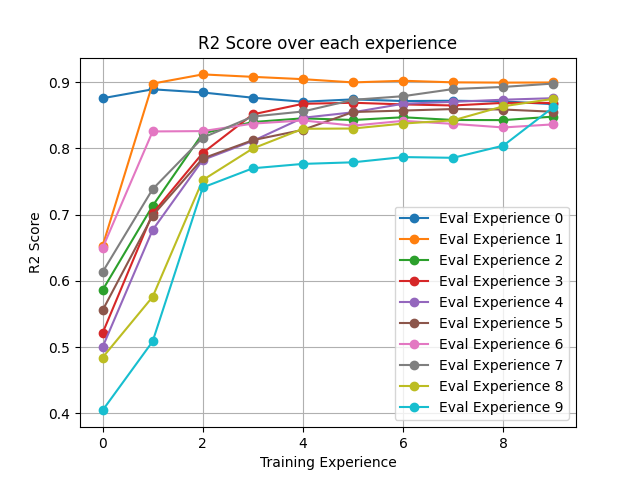 R2 Score over each experience
R2 Score
0.9
0.8
0.7
0.6
0.5
0.4
0
2
4
6
8
Training Experience
Eval Experience 0
Eval Experience 1
Eval Experience 2
Eval Experience 3
Eval Experience 4
Eval Experience 5
Eval Experience 6
Eval Experience 7
Eval Experience 8
Eval Experience 9